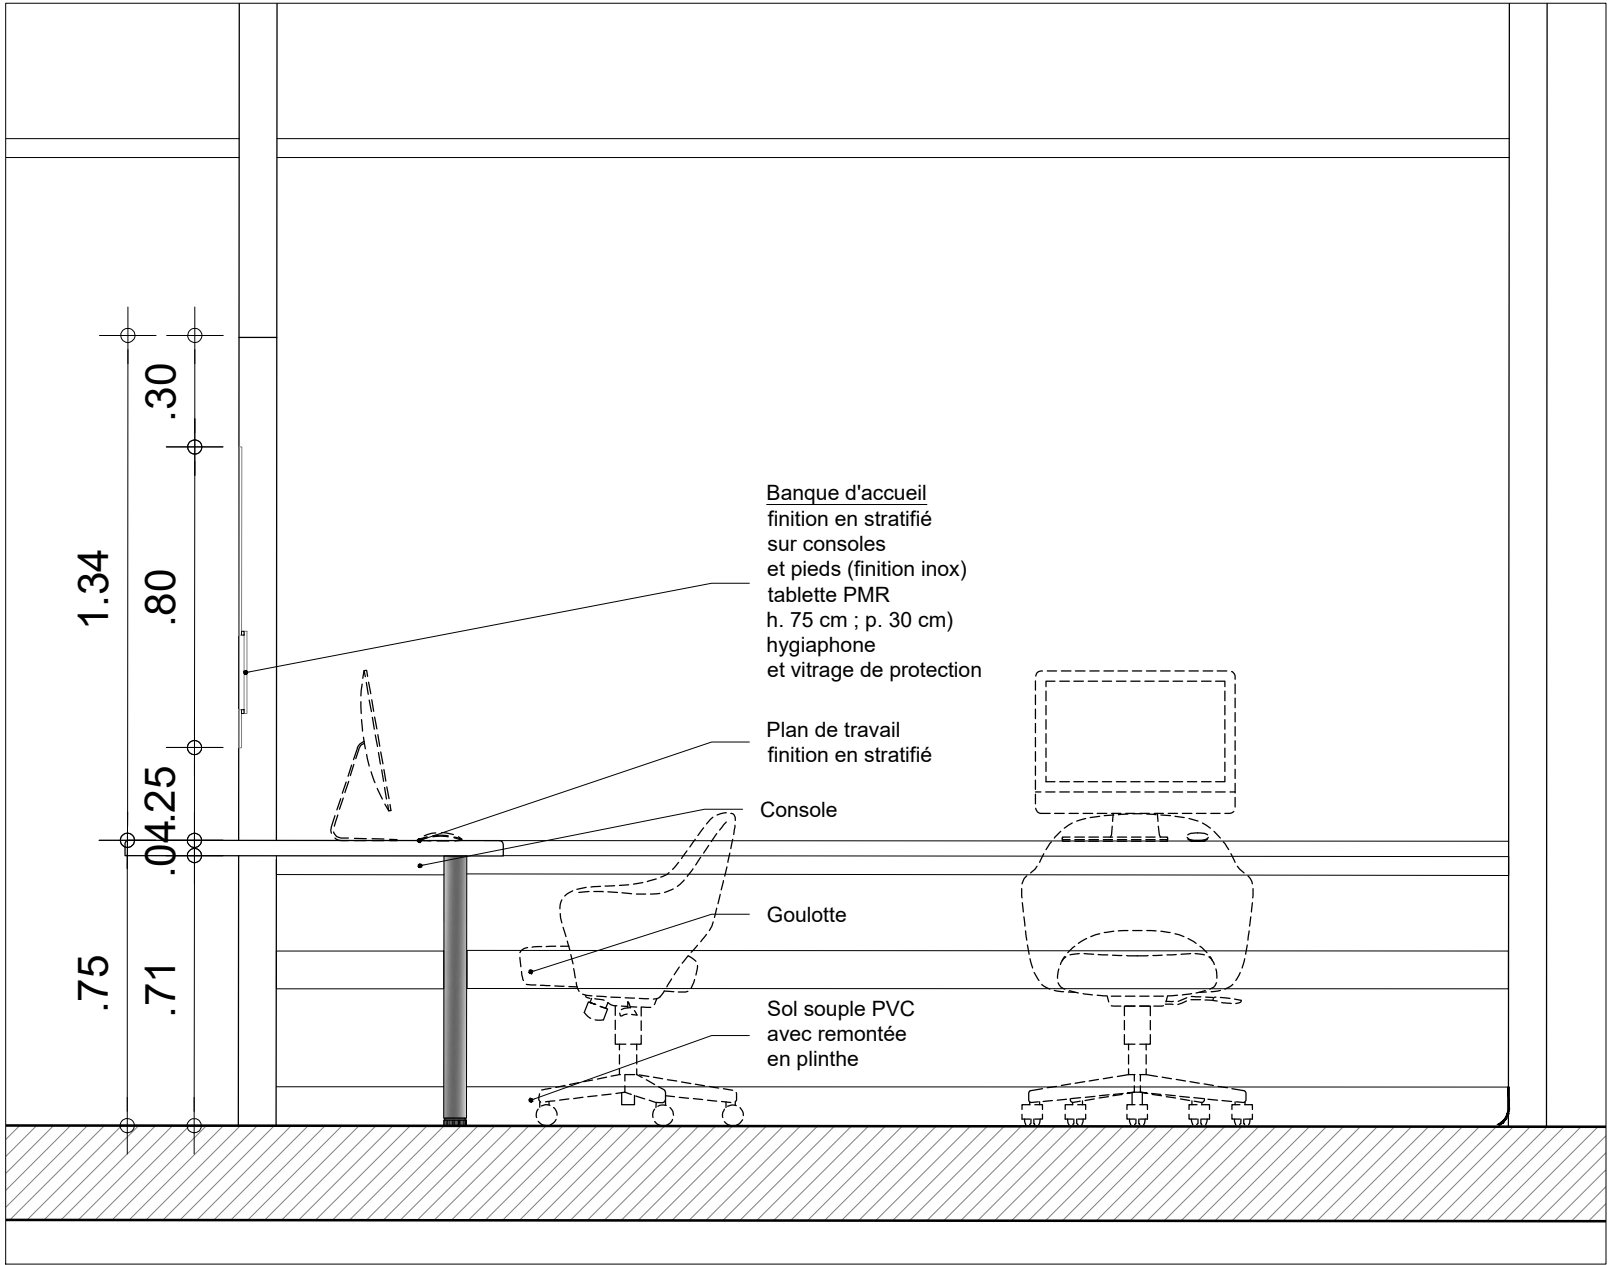 .30
1.34
.80
.25
.04
.75
.71
Banque d'accueil
finition en stratifié
sur consoles
et pieds (finition inox)
tablette PMR
h. 75 cm ; p. 30 cm)
hygiaphone
et vitrage de protection
Plan de travail
finition en stratifié
Console
Goulotte
Sol souple PVC
avec remontée
en plinthe